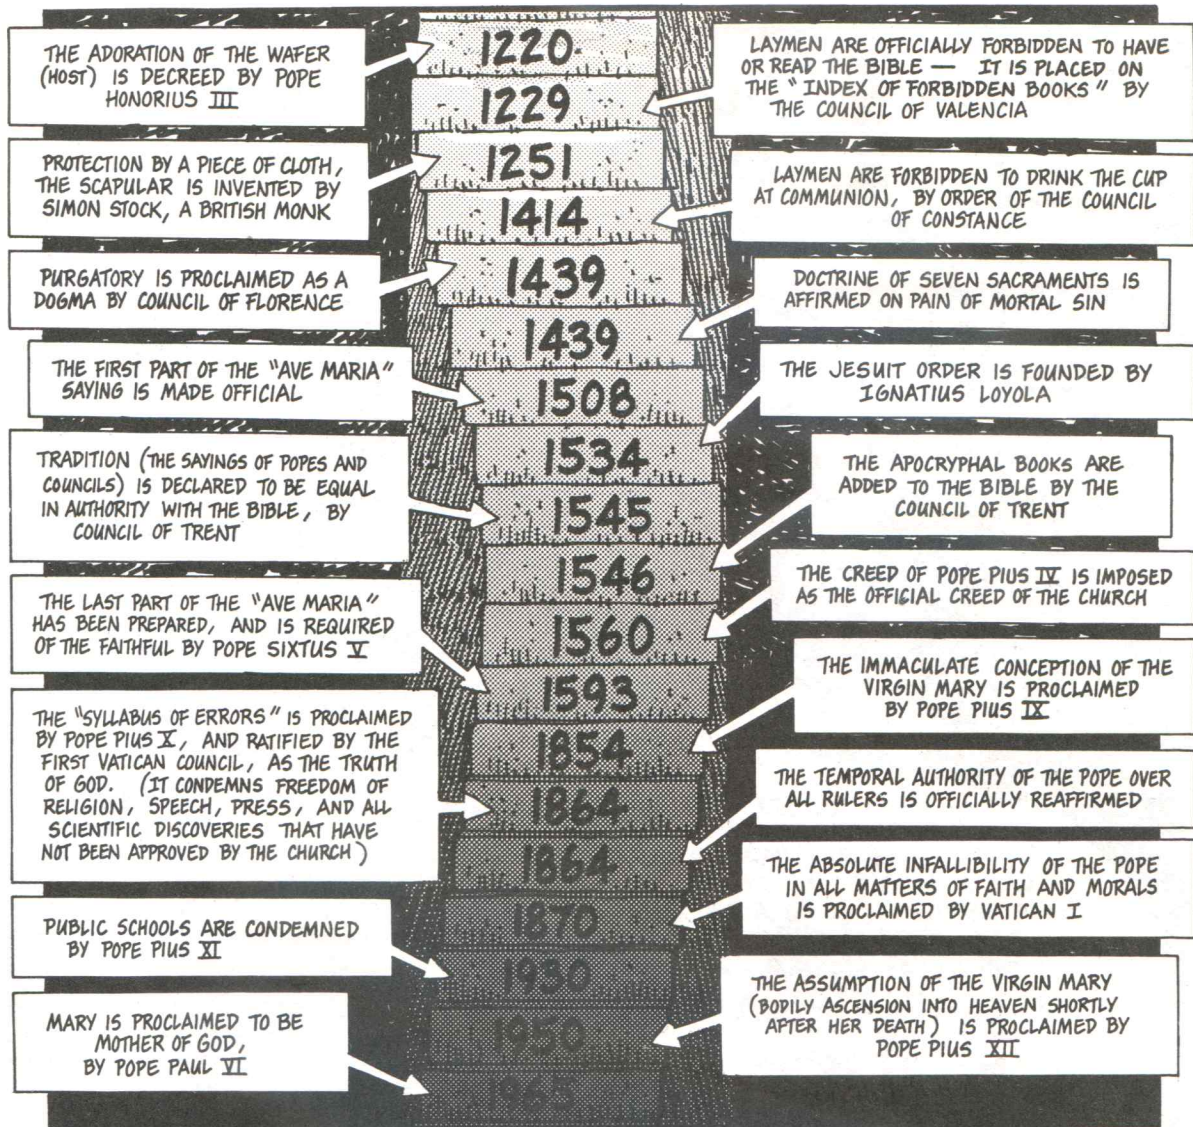 THE ADORATION OF THE WAFER
(HOST) IS DECREED BY POPE
HONORIUS III
1220
LAYMEN ARE OFFICIALLY FORBIDDEN TO HAVE
OR READ THE BIBLE — IT IS PLACED ON
THE "INDEX OF FORBIDDEN BOOKS" BY
THE COUNCIL OF VALENCIA
1229
PROTECTION BY A PIECE OF CLOTH,
THE SCAPULAR IS INVENTED BY
SIMON STOCK, A BRITISH MONK
1251
LAYMEN ARE FORBIDDEN TO DRINK THE CUP
AT COMMUNION, BY ORDER OF THE COUNCIL
OF CONSTANCE
1414
PURGATORY IS PROCLAIMED AS A
DOGMA BY COUNCIL OF FLORENCE
1439
DOCTRINE OF SEVEN SACRAMENTS IS
AFFIRMED ON PAIN OF MORTAL SIN
1439
THE FIRST PART OF THE "AVE MARIA"
SAYING IS MADE OFFICIAL
1508
THE JESUIT ORDER IS FOUNDED BY
IGNATIUS LOYOLA
1534
TRADITION (THE SAYINGS OF POPES AND
COUNCILS) IS DECLARED TO BE EQUAL
IN AUTHORITY WITH THE BIBLE, BY
COUNCIL OF TRENT
1545
THE APOCRYPHAL BOOKS ARE
ADDED TO THE BIBLE BY THE
COUNCIL OF TRENT
1546
THE CREED OF POPE PIUS IV IS IMPOSED
AS THE OFFICIAL CREED OF THE CHURCH
1560
THE LAST PART OF THE "AVE MARIA"
HAS BEEN PREPARED, AND IS REQUIRED
OF THE FAITHFUL BY POPE SIXTUS V
1593
THE IMMACULATE CONCEPTION OF THE
VIRGIN MARY IS PROCLAIMED
BY POPE PIUS IX
1854
THE "SYLLABUS OF ERRORS" IS PROCLAIMED
BY POPE PIUS X, AND RATIFIED BY THE
FIRST VATICAN COUNCIL, AS THE TRUTH
OF GOD. (IT CONDEMNS FREEDOM OF
RELIGION, SPEECH, PRESS, AND ALL
SCIENTIFIC DISCOVERIES THAT HAVE
NOT BEEN APPROVED BY THE CHURCH)
1864
THE TEMPORAL AUTHORITY OF THE POPE OVER
ALL RULERS IS OFFICIALLY REAFFIRMED
1864
THE ABSOLUTE INFALLIBILITY OF THE POPE
IN ALL MATTERS OF FAITH AND MORALS
IS PROCLAIMED BY VATICAN I
1870
PUBLIC SCHOOLS ARE CONDEMNED
BY POPE PIUS XI
1930
THE ASSUMPTION OF THE VIRGIN MARY
(BODILY ASCENSION INTO HEAVEN SHORTLY
AFTER HER DEATH) IS PROCLAIMED BY
POPE PIUS XII
1950
MARY IS PROCLAIMED TO BE
MOTHER OF GOD,
BY POPE PAUL VI
1965